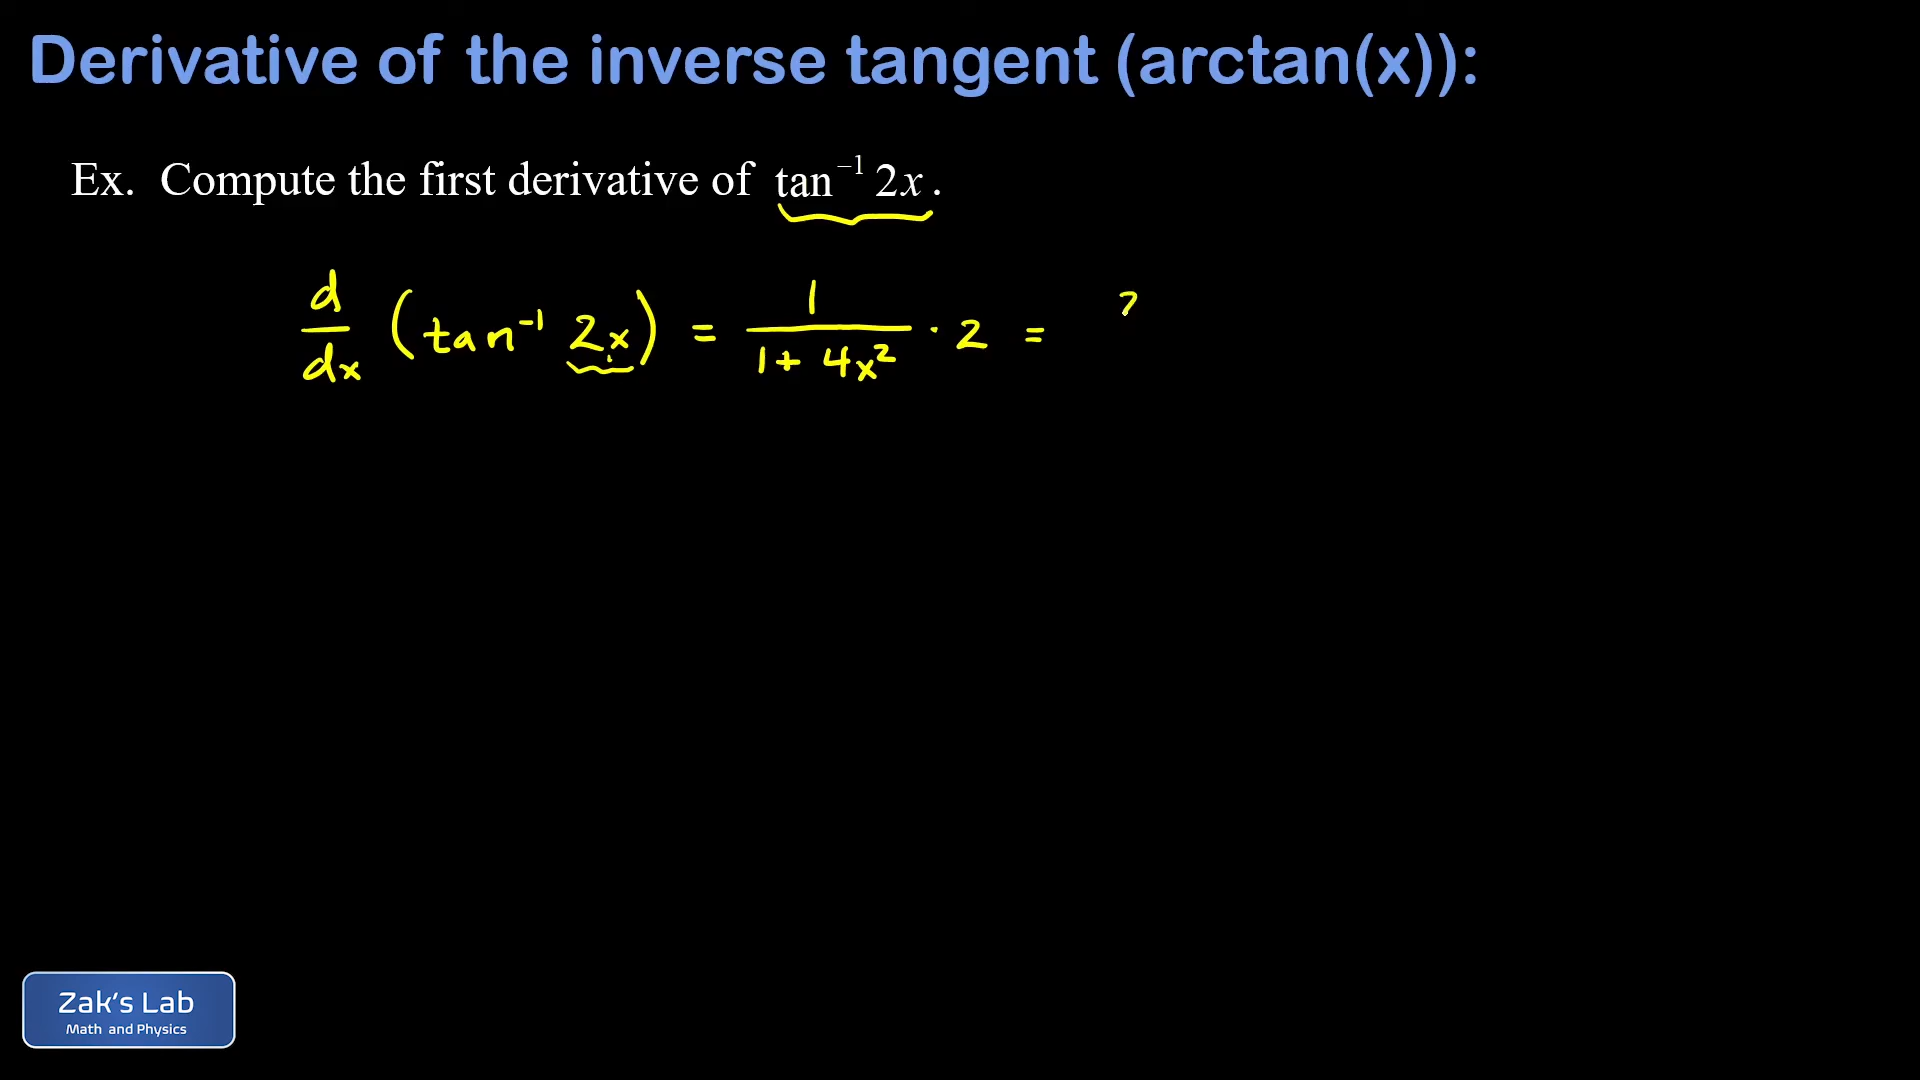 Derivative of the inverse tangent (arctan(x)):
Ex. Compute the first derivative of tan⁻¹ 2x.
d/dx (tan⁻¹ 2x) = 1/(1 + 4x²) · 2 =
Zak's Lab
Math and Physics